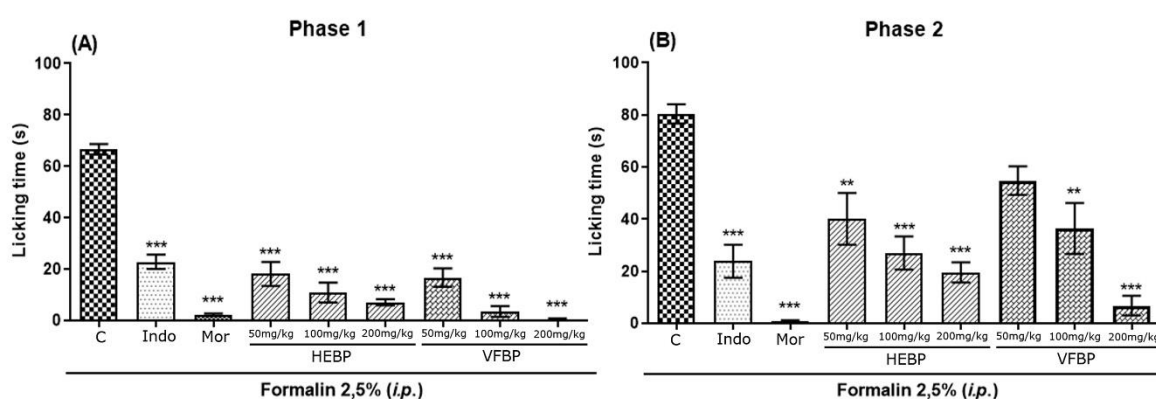 Phase 1
(A)
Licking time (s)
100
80
60
40
20
0
***
***
***
***
***
***
***
***
C
Indo
Mor
50mg/kg
100mg/kg
200mg/kg
50mg/kg
100mg/kg
200mg/kg
HEBP
VFBP
Formalin 2,5% (i.p.)
Phase 2
(B)
Licking time (s)
100
80
60
40
20
0
***
***
**
***
***
**
***
C
Indo
Mor
50mg/kg
100mg/kg
200mg/kg
50mg/kg
100mg/kg
200mg/kg
HEBP
VFBP
Formalin 2,5% (i.p.)